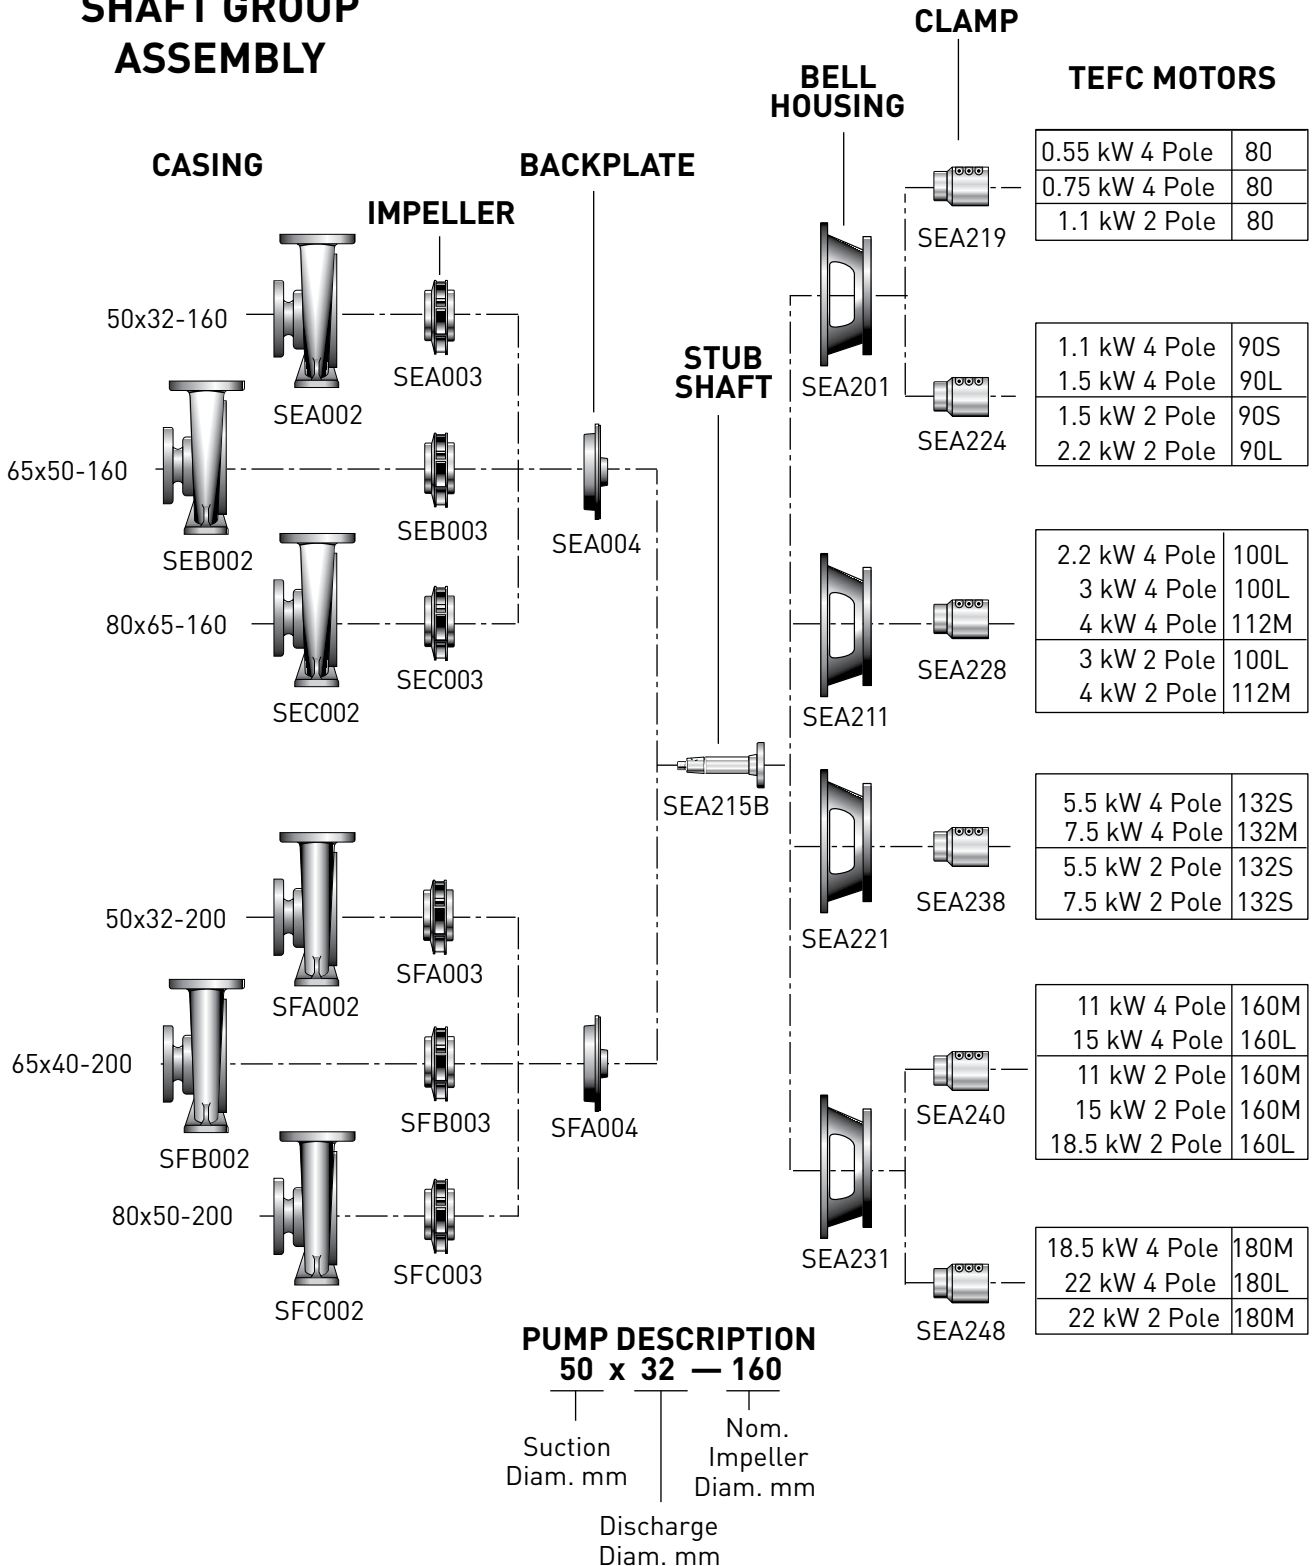 SHAFT GROUP
ASSEMBLY
CLAMP
BELL
HOUSING
TEFC MOTORS
CASING
IMPELLER
BACKPLATE
STUB
SHAFT
50x32-160
SEA002
SEA003
65x50-160
SEB002
SEB003
SEA004
80x65-160
SEC002
SEC003
SEA215B
50x32-200
SFA002
SFA003
65x40-200
SFB002
SFB003
SFA004
80x50-200
SFC002
SFC003
SEA201
SEA219
0.55 kW 4 Pole 80
0.75 kW 4 Pole 80
1.1 kW 2 Pole 80
SEA224
1.1 kW 4 Pole 90S
1.5 kW 4 Pole 90L
1.5 kW 2 Pole 90S
2.2 kW 2 Pole 90L
SEA211
SEA228
2.2 kW 4 Pole 100L
3 kW 4 Pole 100L
4 kW 4 Pole 112M
3 kW 2 Pole 100L
4 kW 2 Pole 112M
SEA221
SEA238
5.5 kW 4 Pole 132S
7.5 kW 4 Pole 132M
5.5 kW 2 Pole 132S
7.5 kW 2 Pole 132S
SEA231
SEA240
11 kW 4 Pole 160M
15 kW 4 Pole 160L
11 kW 2 Pole 160M
15 kW 2 Pole 160M
18.5 kW 2 Pole 160L
SEA248
18.5 kW 4 Pole 180M
22 kW 4 Pole 180L
22 kW 2 Pole 180M
PUMP DESCRIPTION
50 x 32 — 160
Suction
Diam. mm
Discharge
Diam. mm
Nom.
Impeller
Diam. mm